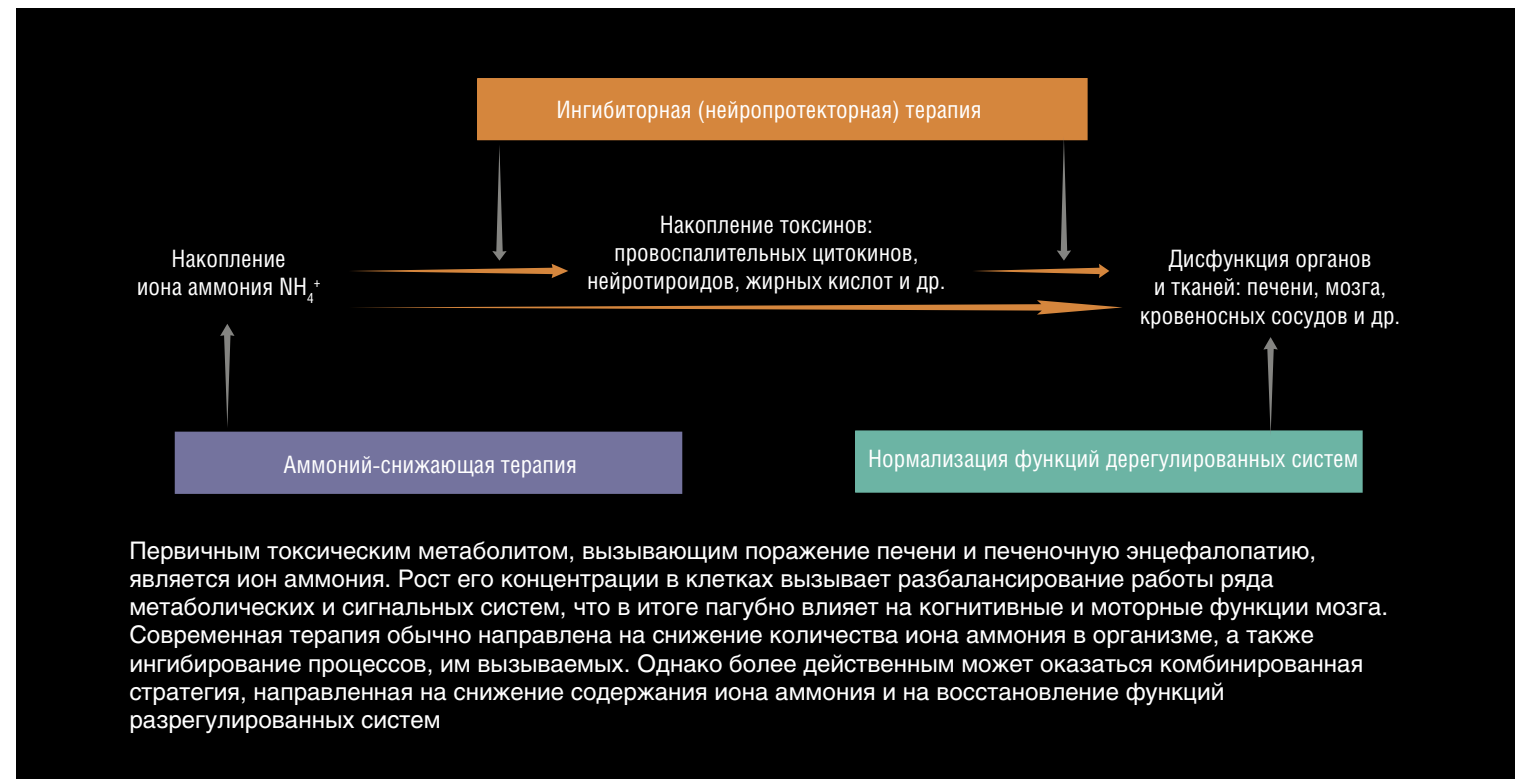 Ингибиторная (нейропротекторная) терапия
Накопление токсинов:
провоспалительных цитокинов,
нейротироидов, жирных кислот и др.
Накопление
иона аммония NH₄⁺
Дисфункция органов
и тканей: печени, мозга,
кровеносных сосудов и др.
Аммоний-снижающая терапия
Нормализация функций дерегулированных систем
Первичным токсическим метаболитом, вызывающим поражение печени и печеночную энцефалопатию,
является ион аммония. Рост его концентрации в клетках вызывает разбалансирование работы ряда
метаболических и сигнальных систем, что в итоге пагубно влияет на когнитивные и моторные функции мозга.
Современная терапия обычно направлена на снижение количества иона аммония в организме, а также
ингибирование процессов, им вызываемых. Однако более действенным может оказаться комбинированная
стратегия, направленная на снижение содержания иона аммония и на восстановление функций
разрегулированных систем